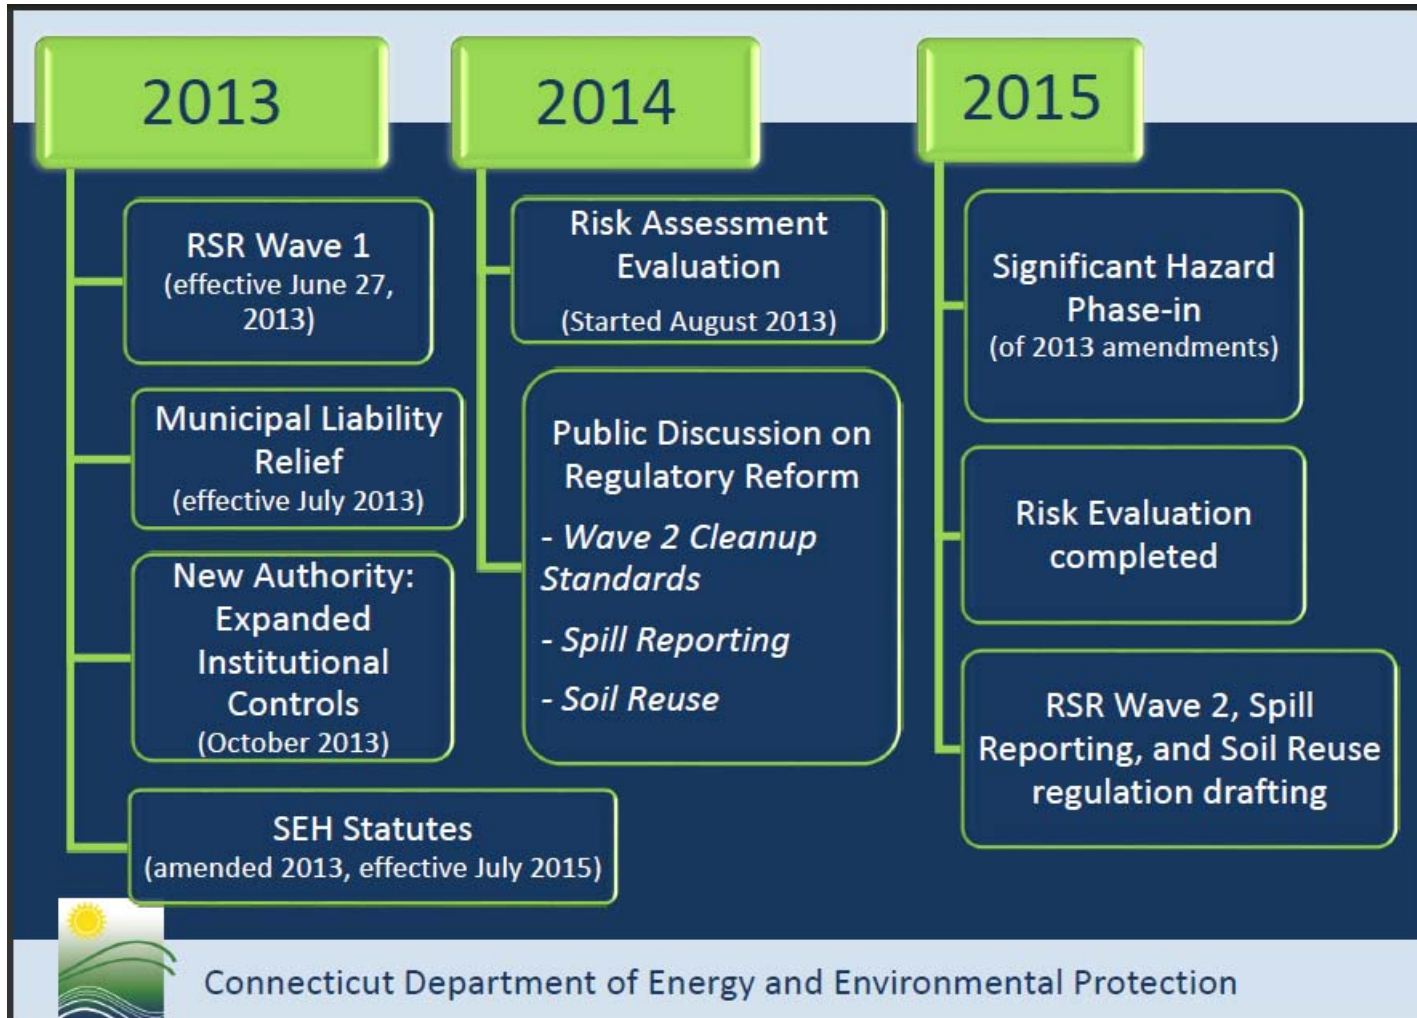 2013
RSR Wave 1
(effective June 27,
2013)
Municipal Liability
Relief
(effective July 2013)
New Authority:
Expanded
Institutional
Controls
(October 2013)
SEH Statutes
(amended 2013, effective July 2015)
2014
Risk Assessment
Evaluation
(Started August 2013)
Public Discussion on
Regulatory Reform
- Wave 2 Cleanup
Standards
- Spill Reporting
- Soil Reuse
2015
Significant Hazard
Phase-in
(of 2013 amendments)
Risk Evaluation
completed
RSR Wave 2, Spill
Reporting, and Soil Reuse
regulation drafting
Connecticut Department of Energy and Environmental Protection